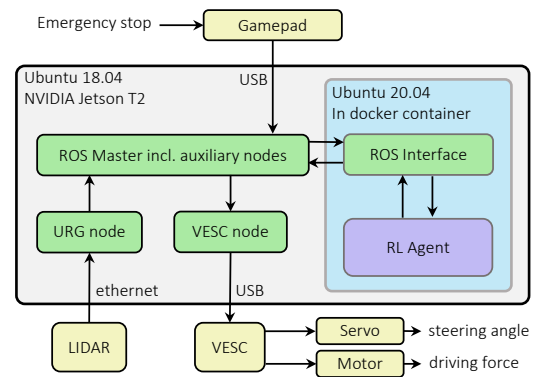 Emergency stop
Gamepad
Ubuntu 18.04
NVIDIA Jetson T2
USB
Ubuntu 20.04
In docker container
ROS Master incl. auxiliary nodes
ROS Interface
URG node
VESC node
RL Agent
ethernet
USB
LIDAR
VESC
Servo
steering angle
Motor
driving force